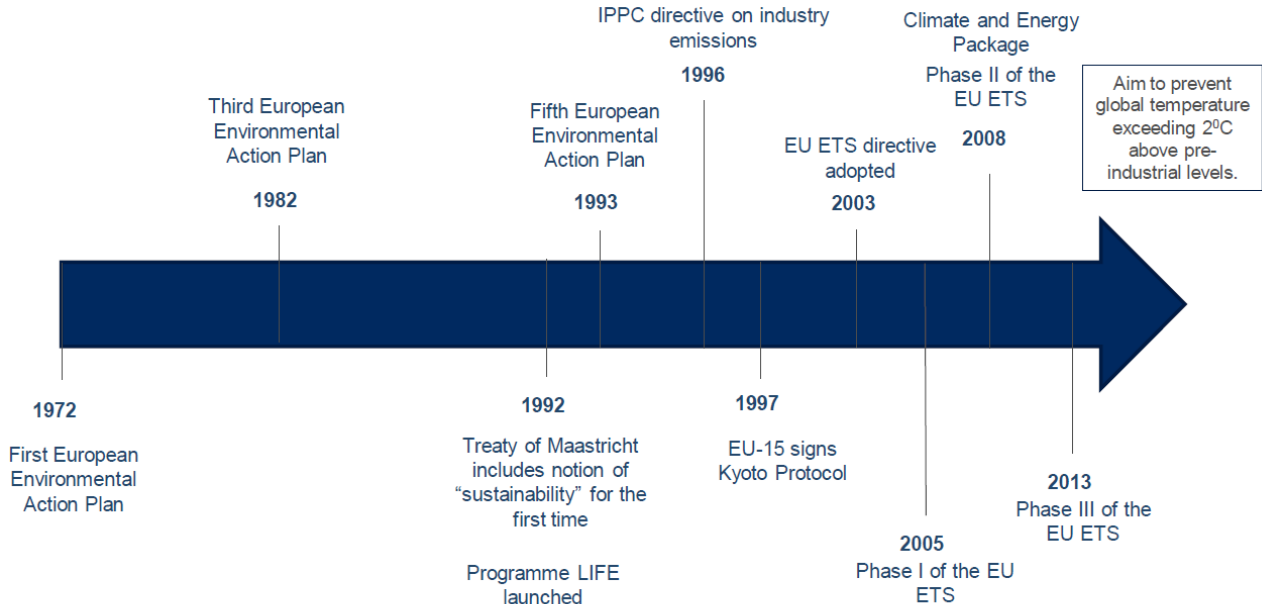 IPPC directive on industry
emissions
1996
Climate and Energy
Package
Phase II of the
EU ETS
2008
Aim to prevent
global temperature
exceeding 2⁰C
above pre-
industrial levels.
Third European
Environmental
Action Plan
1982
Fifth European
Environmental
Action Plan
1993
EU ETS directive
adopted
2003
1972
First European
Environmental
Action Plan
1992
Treaty of Maastricht
includes notion of
“sustainability” for the
first time
Programme LIFE
launched
1997
EU-15 signs
Kyoto Protocol
2005
Phase I of the EU
ETS
2013
Phase III of the
EU ETS